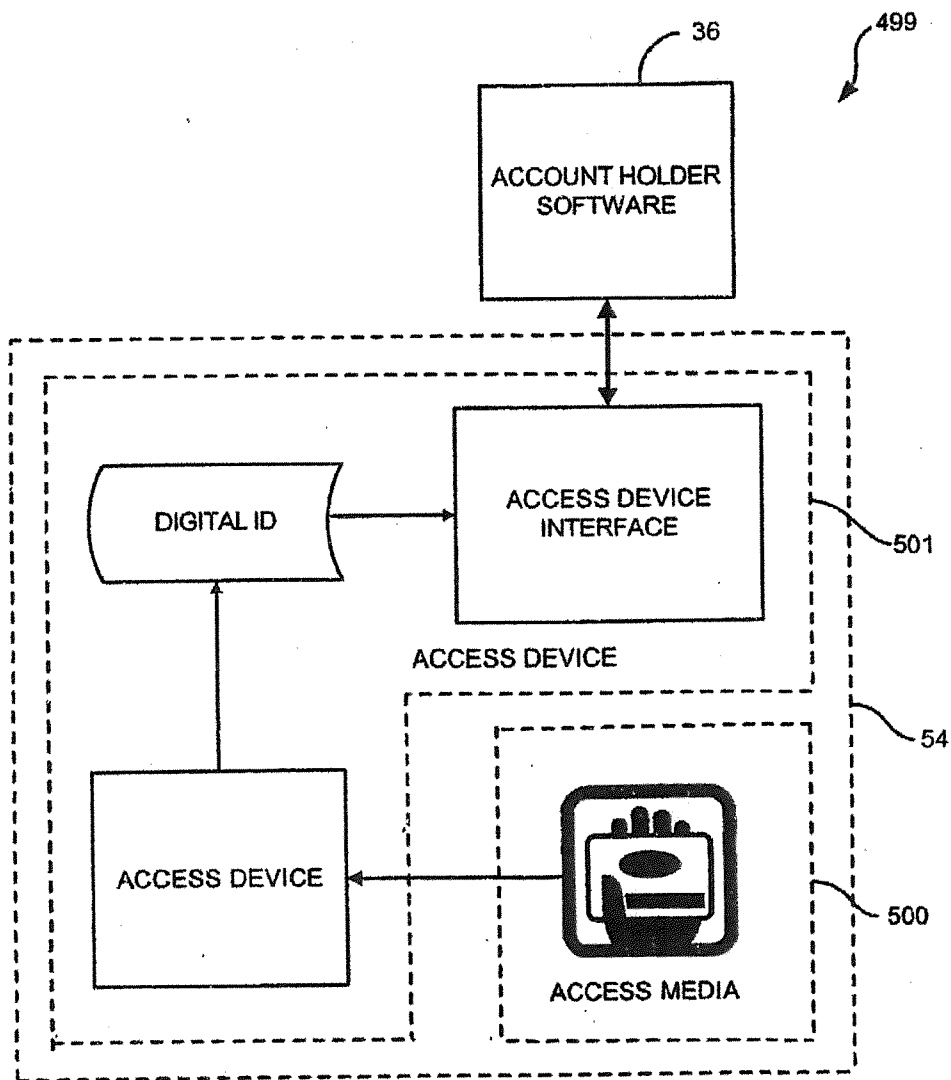 499
36
ACCOUNT HOLDER
SOFTWARE
DIGITAL ID
ACCESS DEVICE
INTERFACE
501
ACCESS DEVICE
54
ACCESS DEVICE
500
ACCESS MEDIA